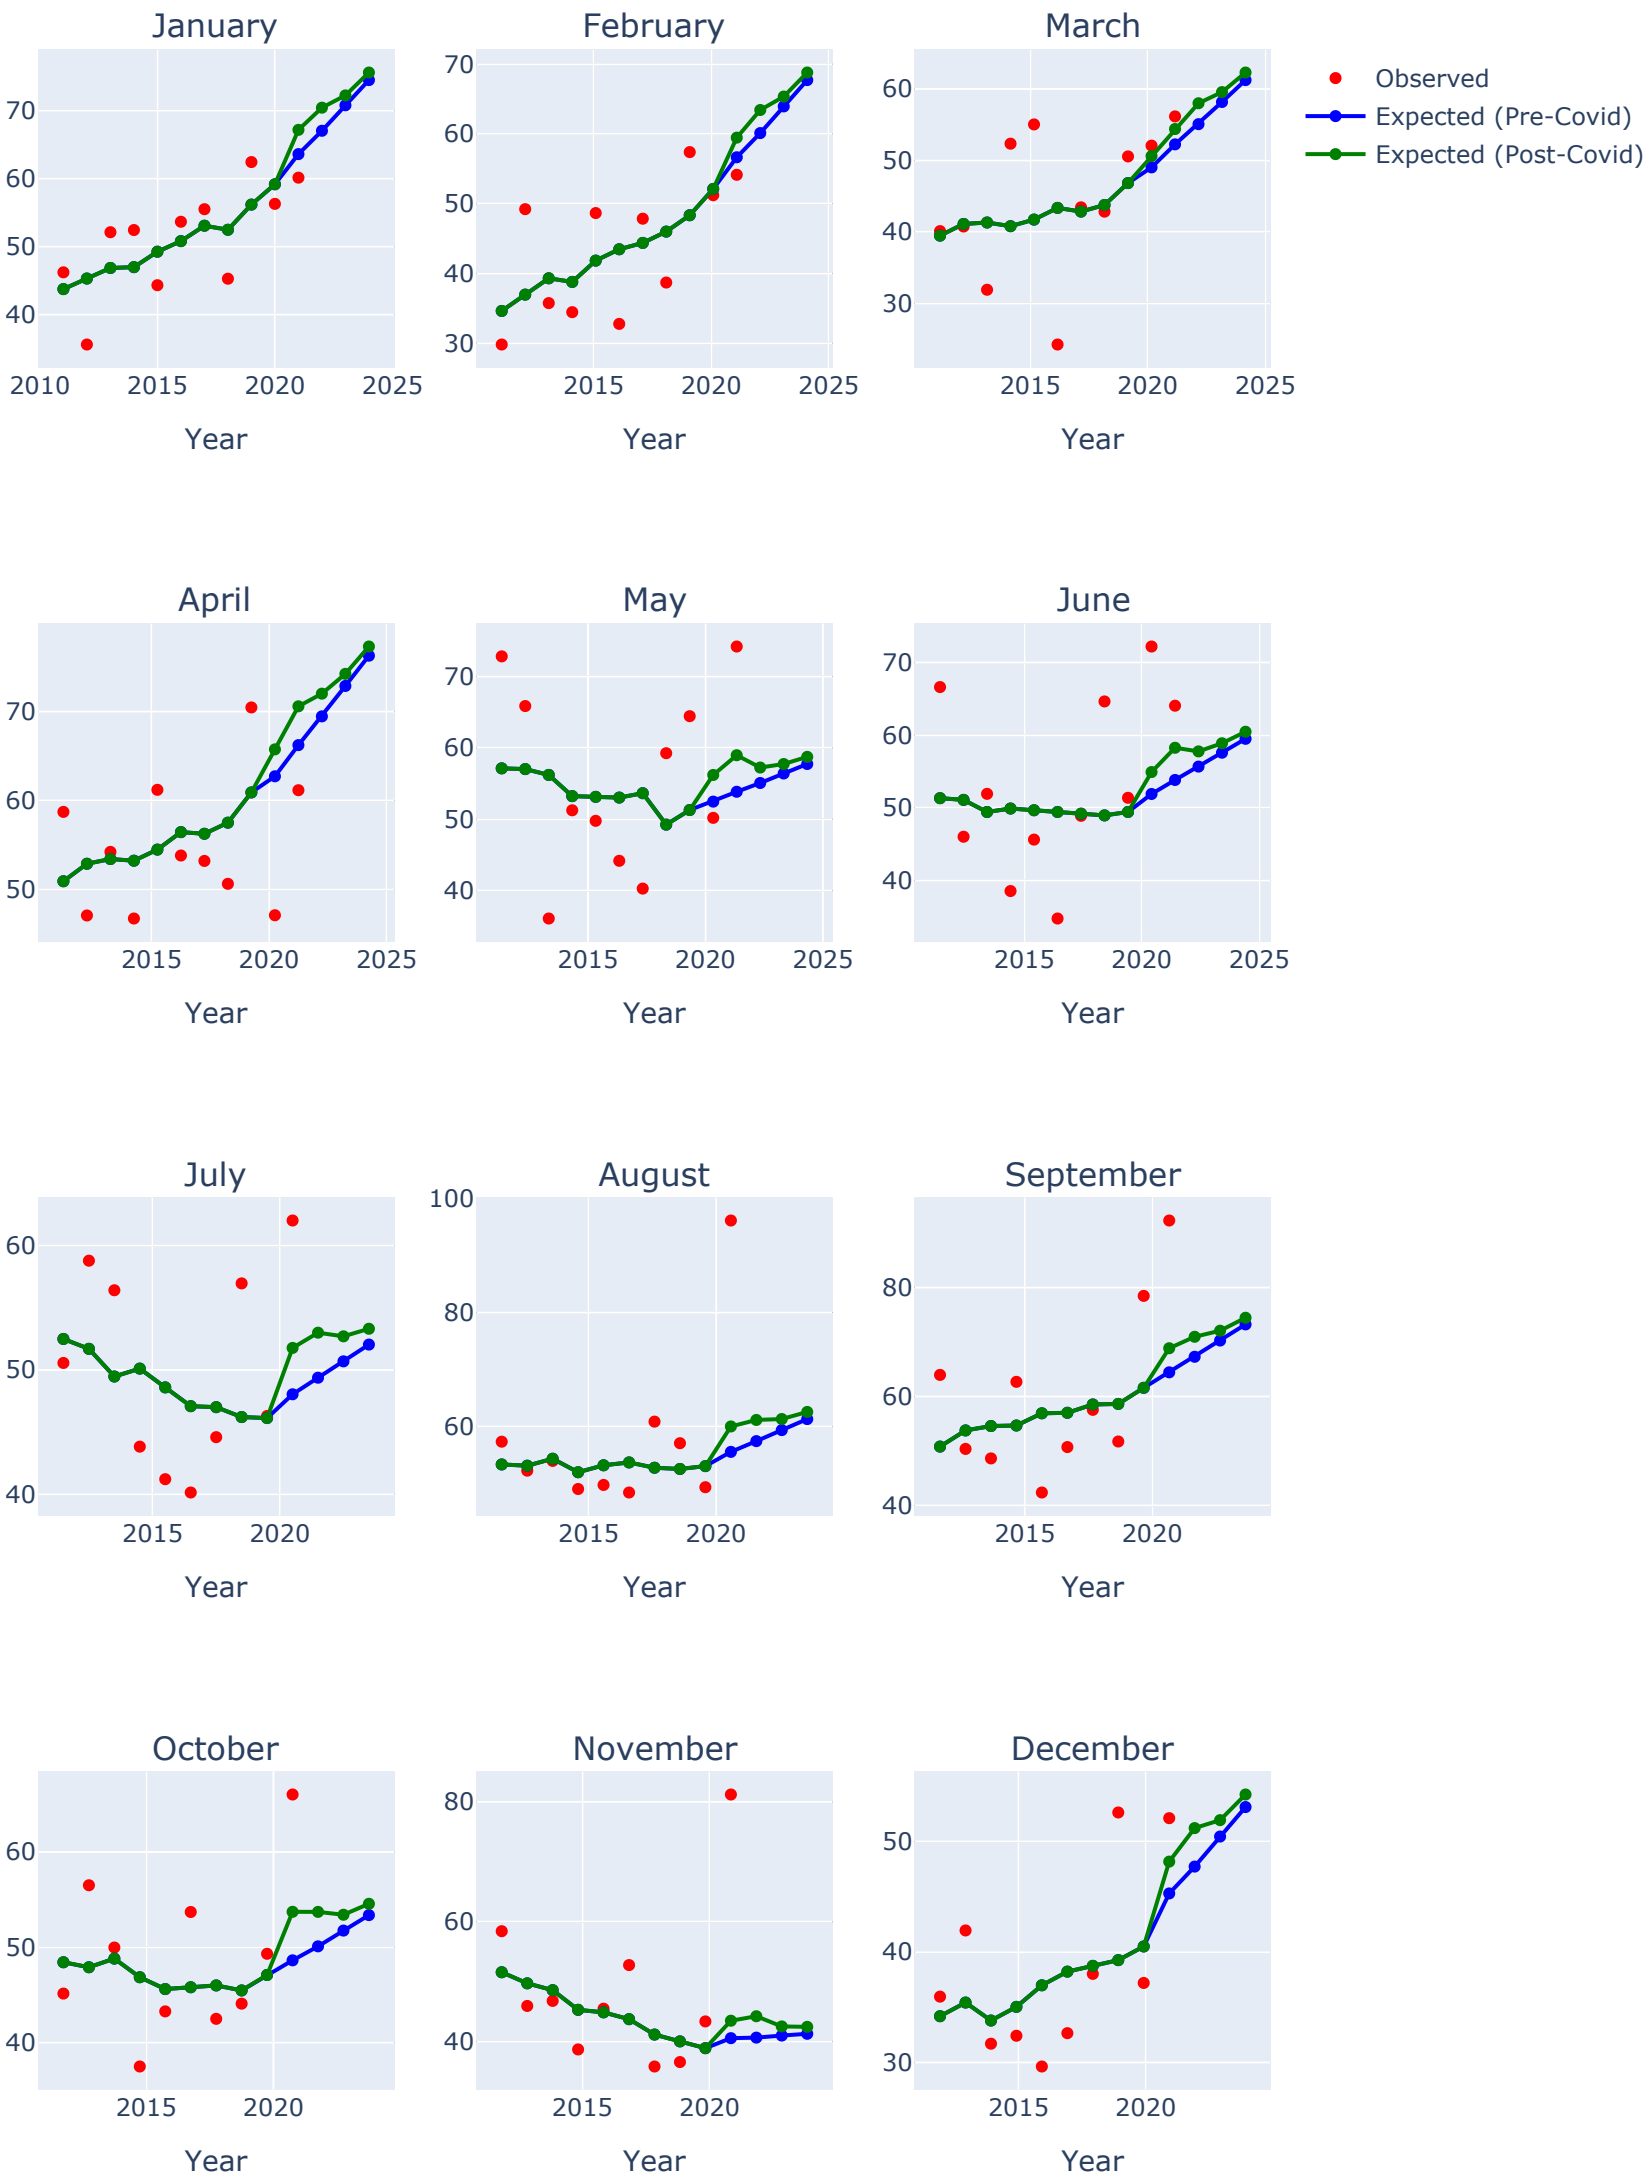 January February March
Observed
Expected (Pre-Covid)
Expected (Post-Covid)
70
60
50
40
2010 2015 2020 2025
Year
70
60
50
40
30
2015 2020 2025
Year
60
50
40
30
2015 2020 2025
Year
April May June
70
60
50
2015 2020 2025
Year
70
60
50
40
2015 2020 2025
Year
70
60
50
40
2015 2020 2025
Year
July August September
60
50
40
2015 2020
Year
100
80
60
2015 2020
Year
80
60
40
2015 2020
Year
October November December
60
50
40
2015 2020
Year
80
60
40
2015 2020
Year
50
40
30
2015 2020
Year